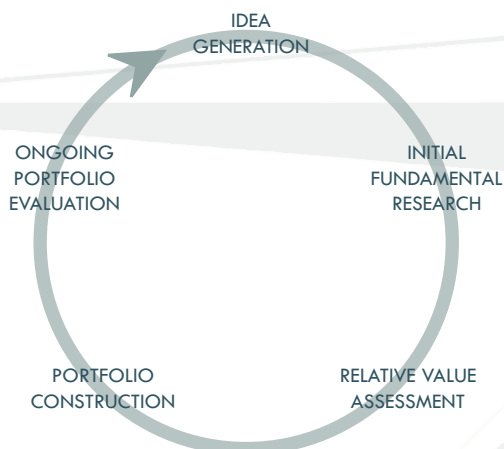 IDEA
GENERATION
INITIAL
FUNDAMENTAL
RESEARCH
RELATIVE VALUE
ASSESSMENT
PORTFOLIO
CONSTRUCTION
ONGOING
PORTFOLIO
EVALUATION